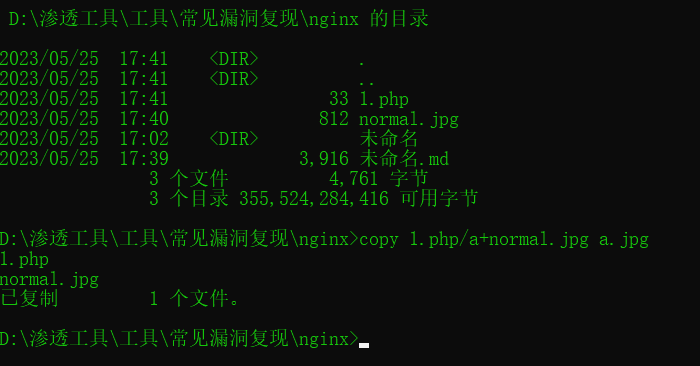 D:\渗透工具\工具\常见漏洞复现\nginx 的目录
2023/05/25  17:41    <DIR>          .
2023/05/25  17:41    <DIR>          ..
2023/05/25  17:41                33 1.php
2023/05/25  17:40               812 normal.jpg
2023/05/25  17:02    <DIR>          未命名
2023/05/25  17:39             3,916 未命名.md
3 个文件          4,761 字节
3 个目录 355,524,284,416 可用字节
D:\渗透工具\工具\常见漏洞复现\nginx>copy 1.php/a+normal.jpg a.jpg
1.php
normal.jpg
已复制         1 个文件。
D:\渗透工具\工具\常见漏洞复现\nginx>